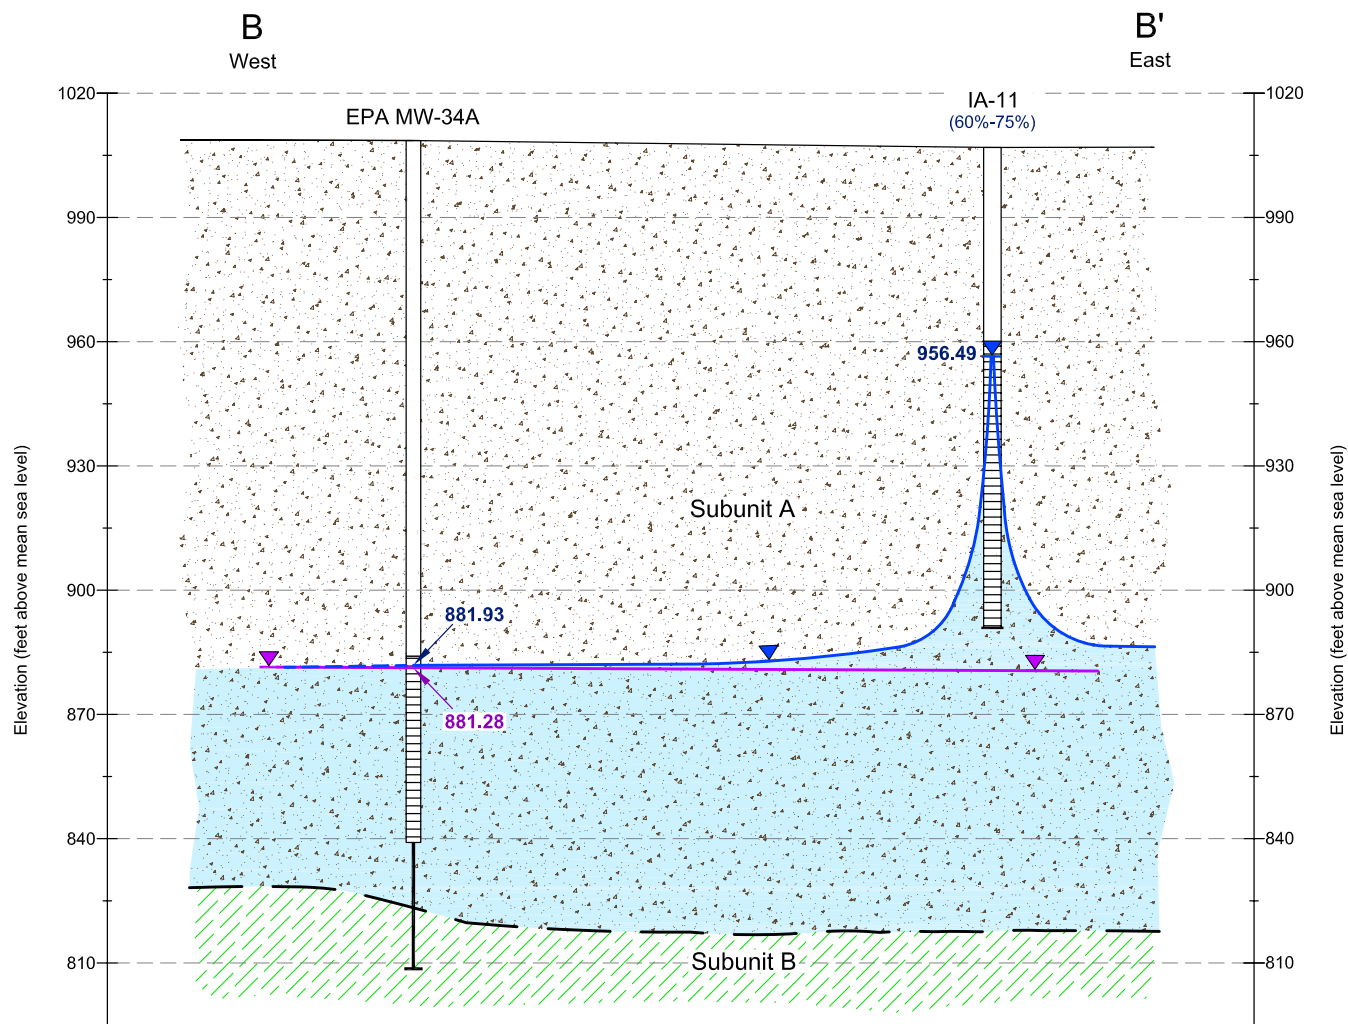 B
B'
West
East
1020
1020
EPA MW-34A
IA-11
(60%-75%)
990
990
960
960
956.49
930
930
Subunit A
Elevation (feet above mean sea level)
Elevation (feet above mean sea level)
900
900
881.93
870
870
881.28
840
840
810
810
Subunit B